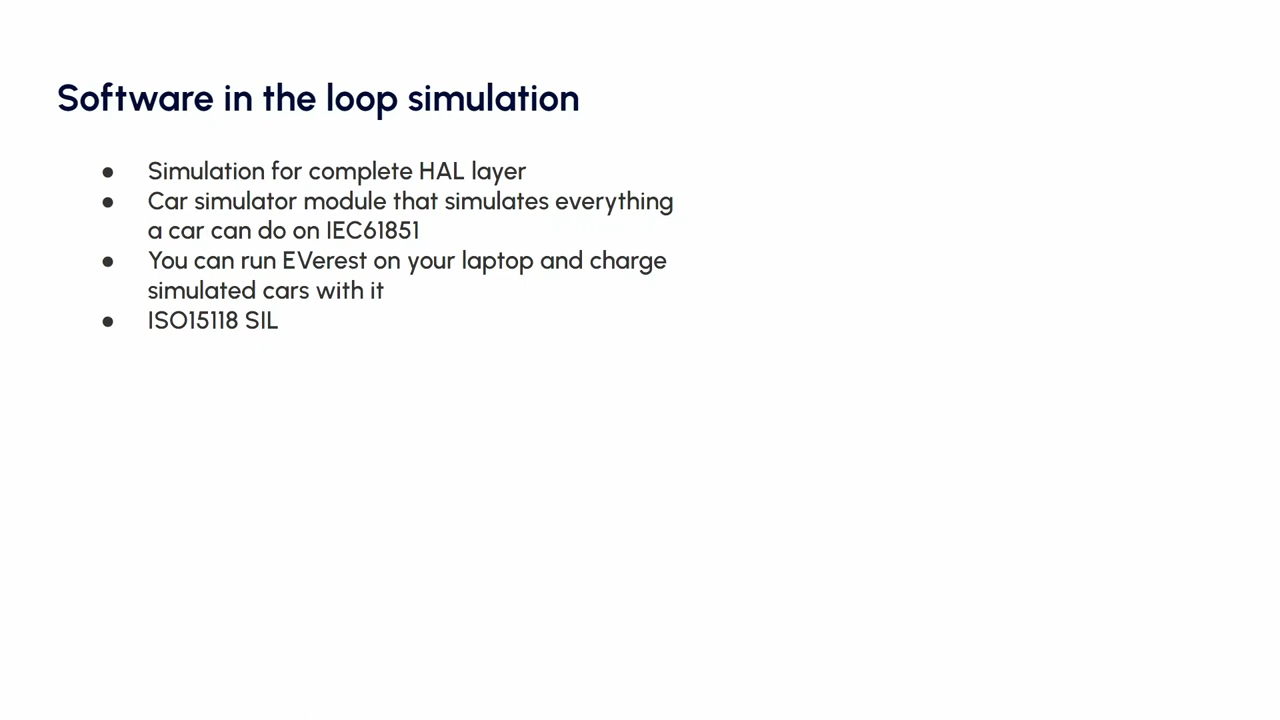 Software in the loop simulation
● Simulation for complete HAL layer
● Car simulator module that simulates everything
a car can do on IEC61851
● You can run EVerest on your laptop and charge
simulated cars with it
● ISO15118 SIL